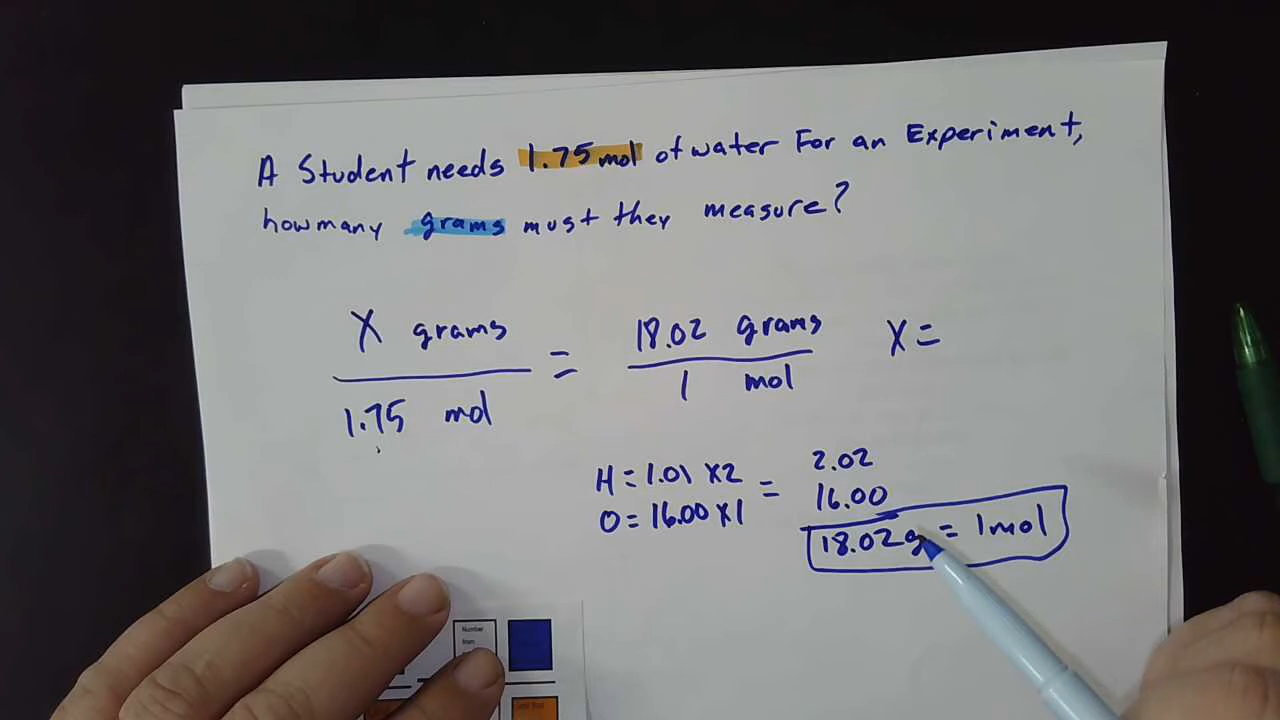 A Student needs 1.75 mol of water For an Experiment,
how many grams must they measure?
X grams = 18.02 grams X =
1.75 mol 1 mol
H = 1.01 X2 = 2.02
O = 16.00 X1 16.00
18.02g = 1mol
Number